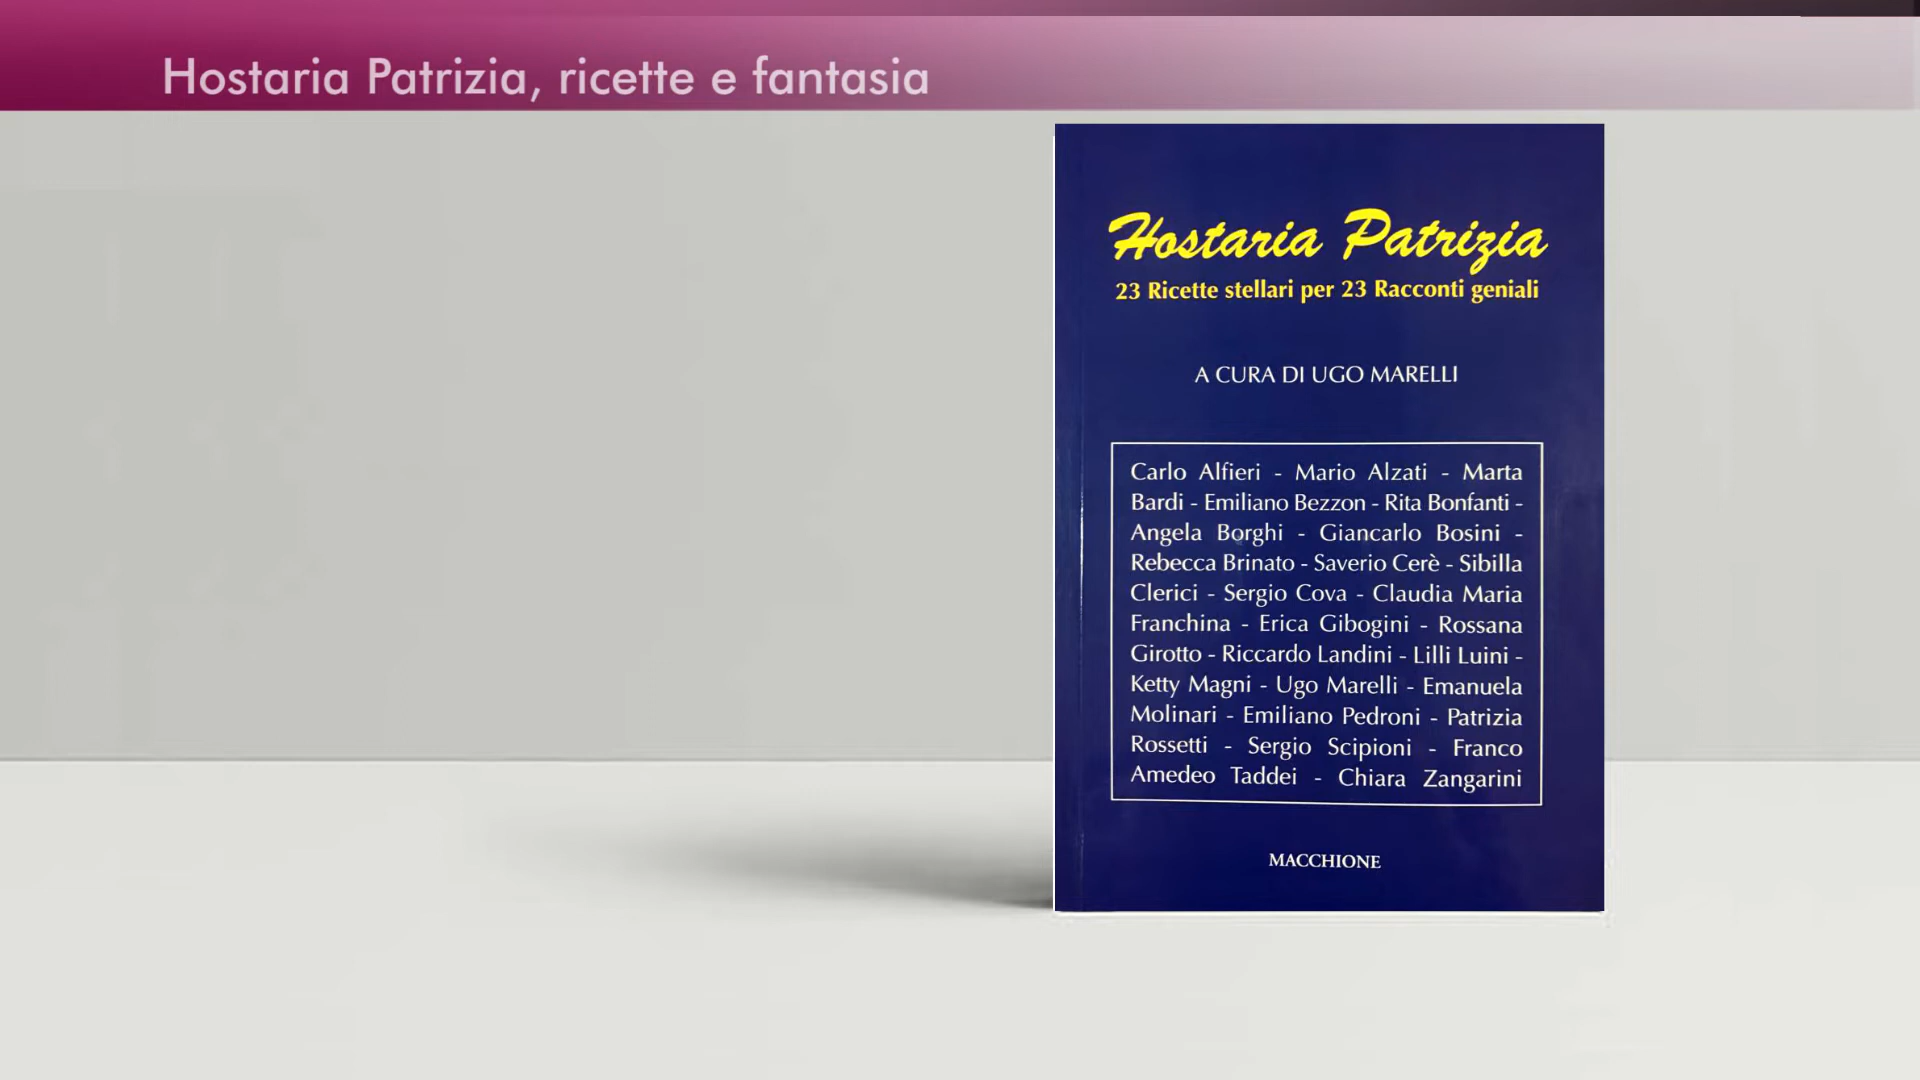 Hostaria Patrizia, ricette e fantasia
Hostaria Patrizia
23 Ricette stellari per 23 Racconti geniali
A CURA DI UGO MARELLI
Carlo Alfieri - Mario Alzati - Marta
Bardi - Emiliano Bezzon - Rita Bonfanti -
Angela Borghi - Giancarlo Bosini -
Rebecca Brinato - Saverio Cerè - Sibilla
Clerici - Sergio Cova - Claudia Maria
Franchina - Erica Gibogini - Rossana
Girotto - Riccardo Landini - Lilli Luini -
Ketty Magni - Ugo Marelli - Emanuela
Molinari - Emiliano Pedroni - Patrizia
Rossetti - Sergio Scipioni - Franco
Amedeo Taddei - Chiara Zangarini
MACCHIONE